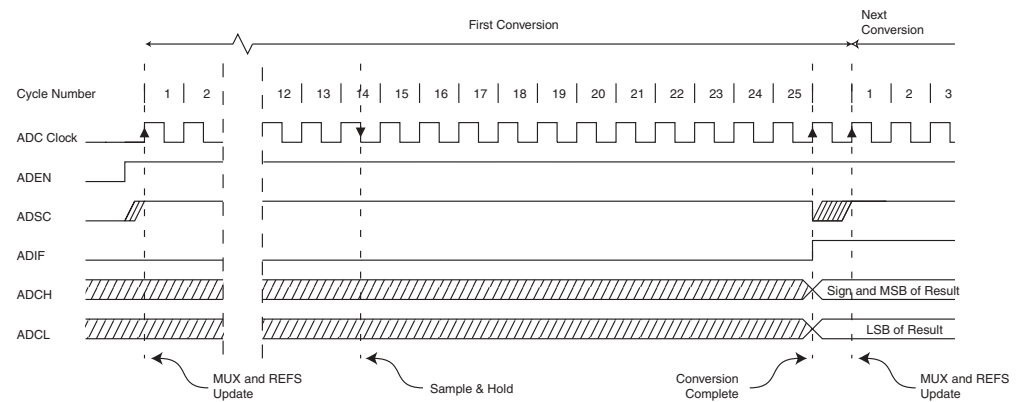 First Conversion
Next
Conversion
Cycle Number 1 2 12 13 14 15 16 17 18 19 20 21 22 23 24 25 1 2 3
ADC Clock
ADEN
ADSC
ADIF
ADCH Sign and MSB of Result
ADCL LSB of Result
MUX and REFS
Update
Sample & Hold
Conversion
Complete
MUX and REFS
Update